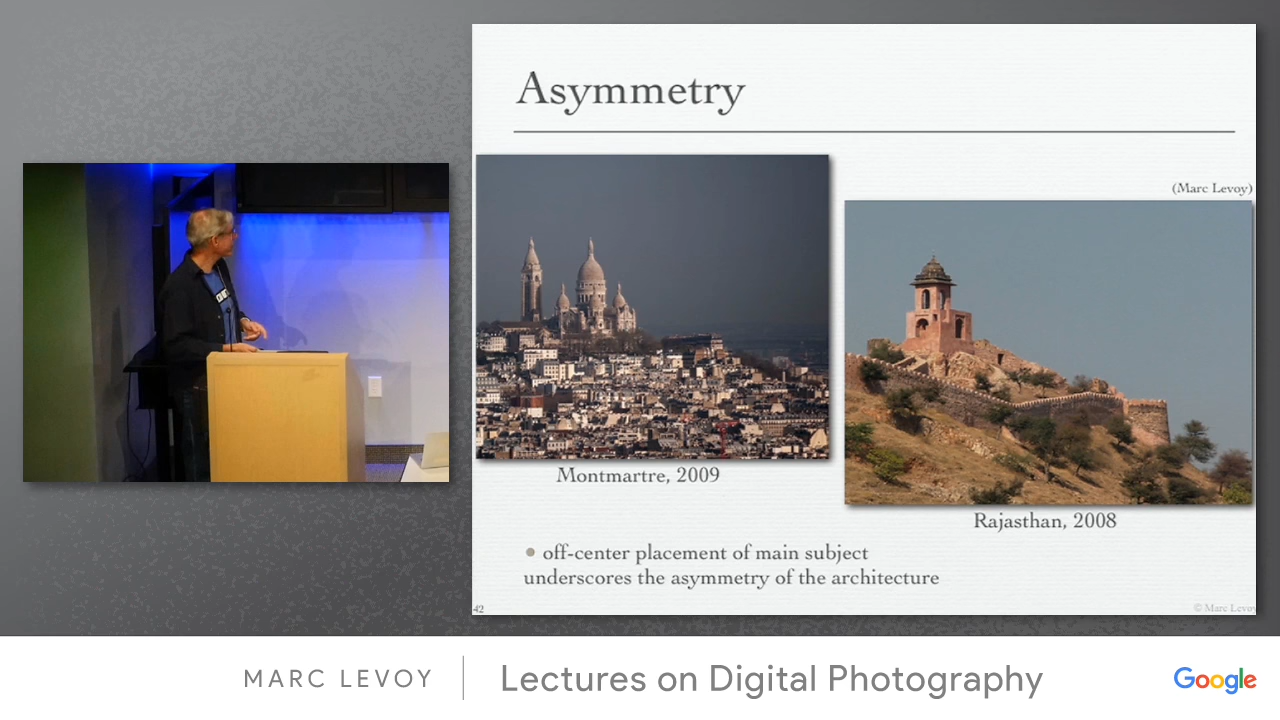 Asymmetry
(Marc Levoy)
Montmartre, 2009
Rajasthan, 2008
• off-center placement of main subject
underscores the asymmetry of the architecture
42
© Marc Levoy
MARC LEVOY
Lectures on Digital Photography
Google